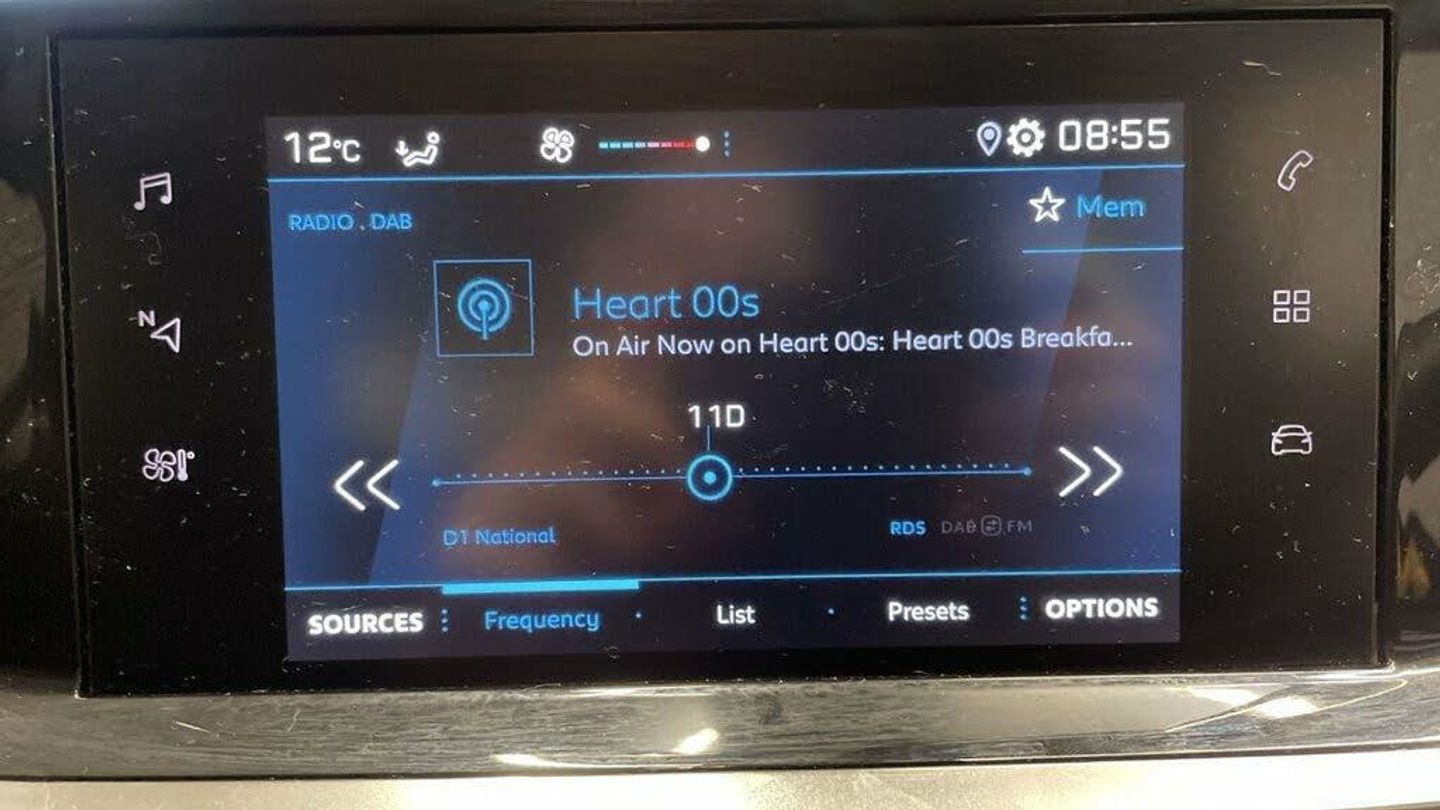 12°C
08:55
RADIO . DAB
Mem
Heart 00s
On Air Now on Heart 00s: Heart 00s Breakfa...
N
11D
D1 National
RDS DAB FM
SOURCES Frequency List Presets OPTIONS